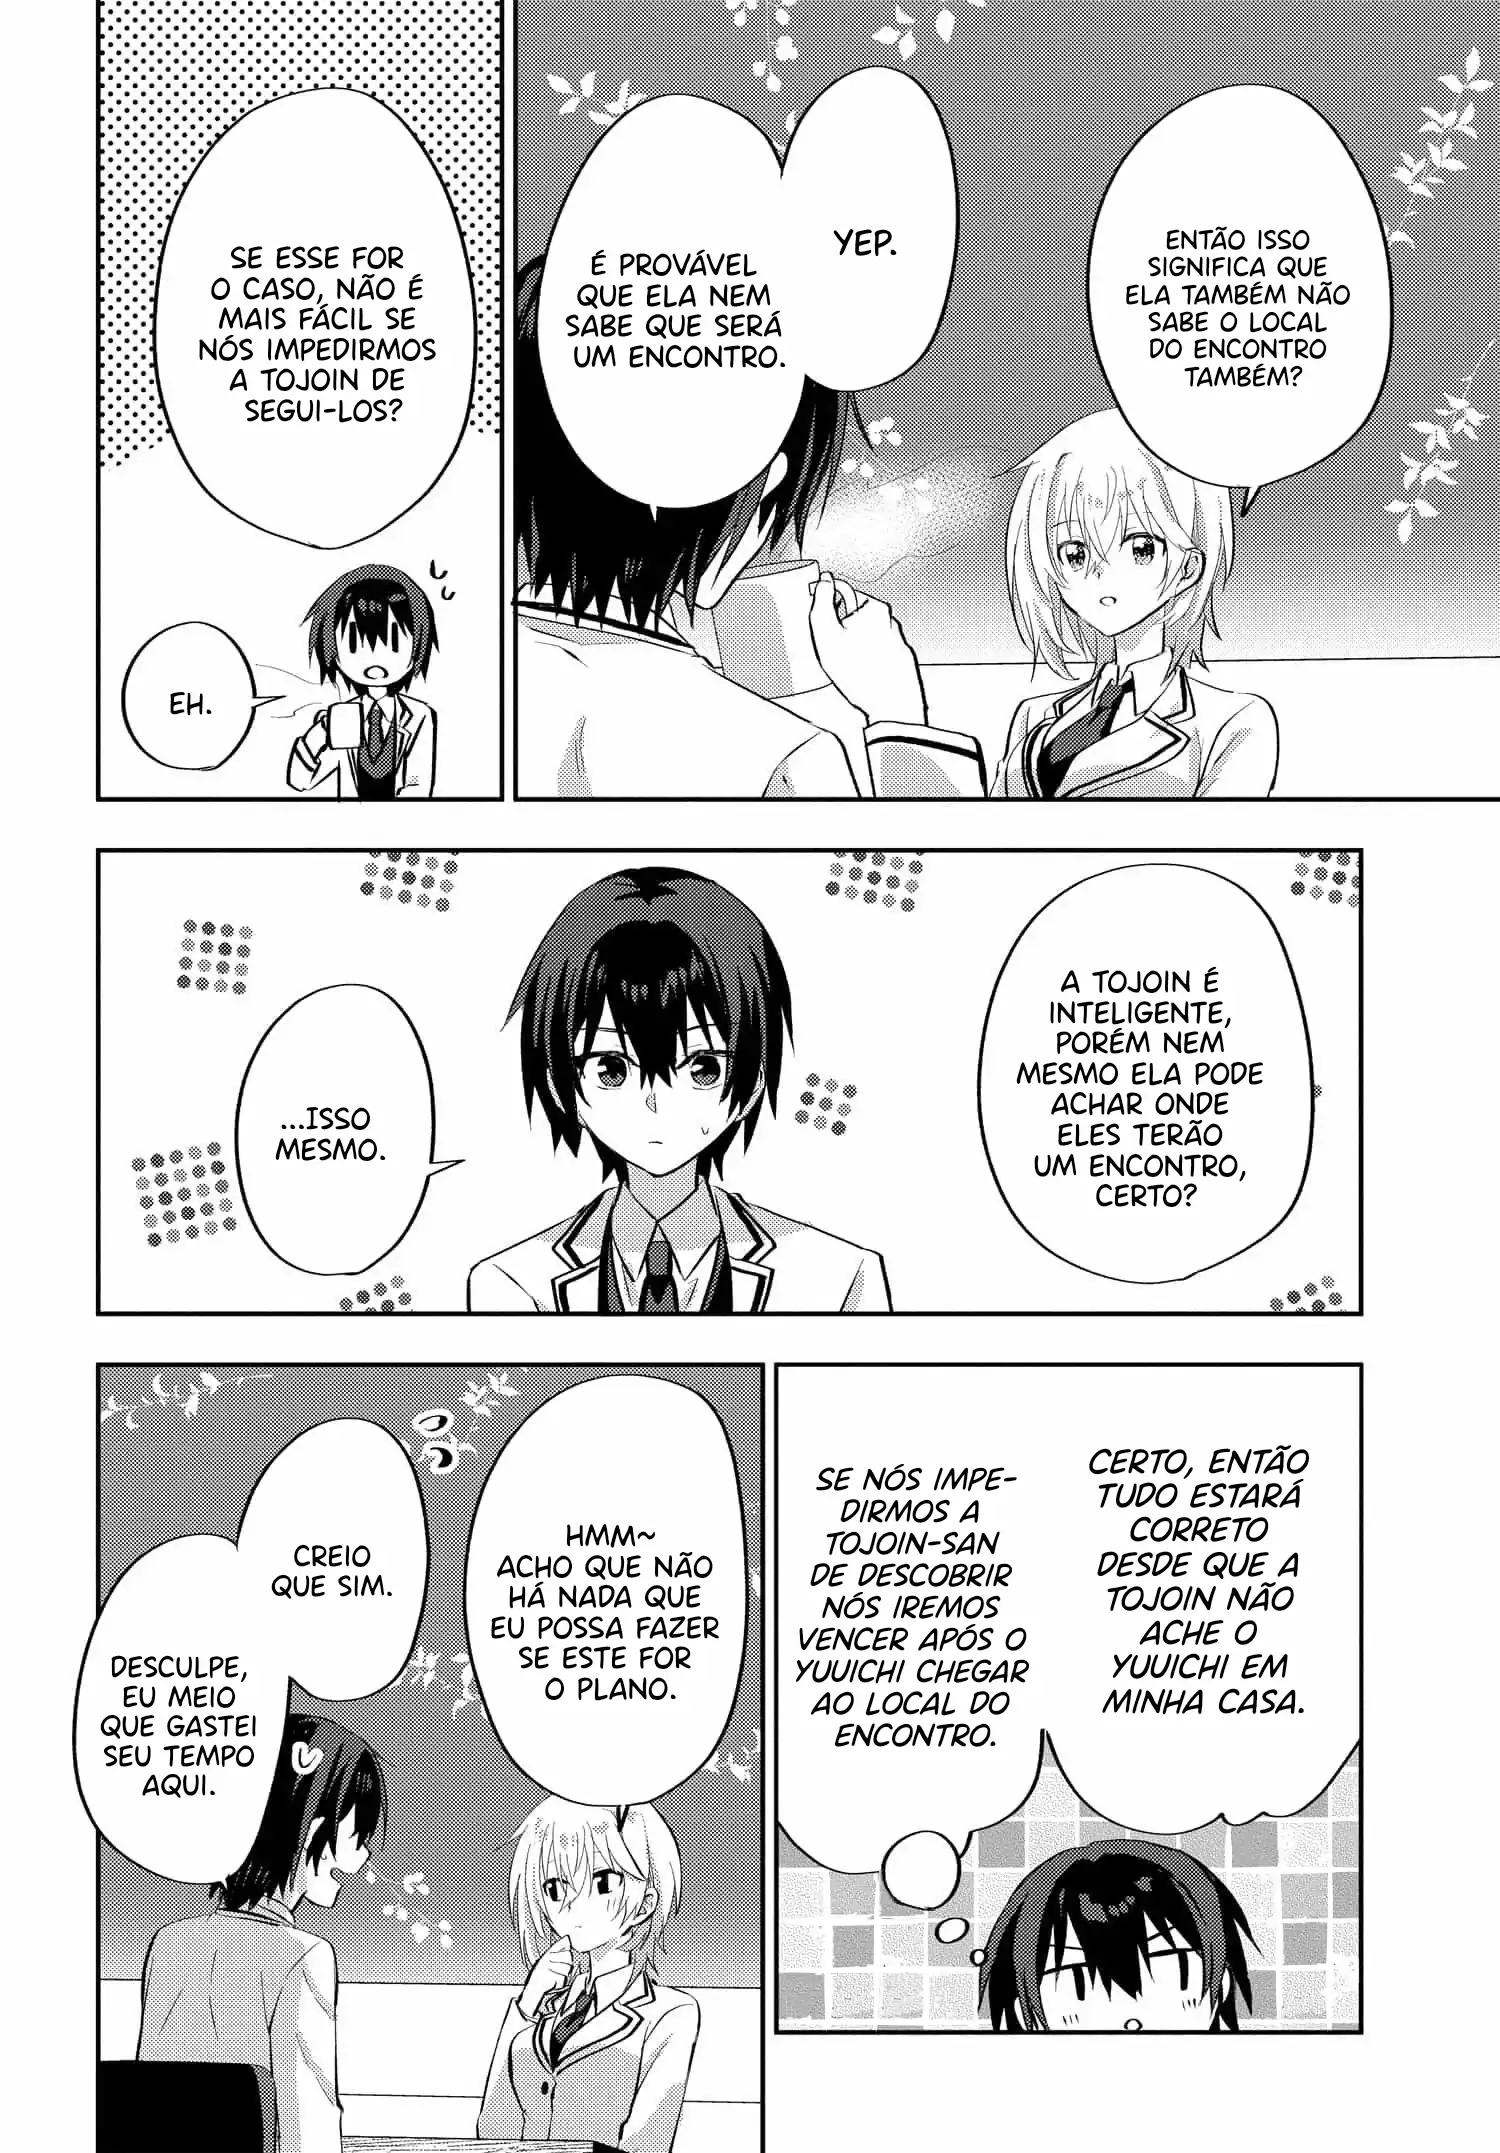 ENTÃO ISSO
SIGNIFICA QUE
ELA TAMBÉM NÃO
SABE O LOCAL
DO ENCONTRO
TAMBÉM?
YEP.
É PROVÁVEL
QUE ELA NEM
SABE QUE SERÁ
UM ENCONTRO.
SE ESSE FOR
O CASO, NÃO É
MAIS FÁCIL SE
NÓS IMPEDIRMOS
A TOJOIN DE
SEGUI-LOS?
EH.
A TOJOIN É
INTELIGENTE,
PORÉM NEM
MESMO ELA PODE
ACHAR ONDE
ELES TERÃO
UM ENCONTRO,
CERTO?
...ISSO
MESMO.
CERTO, ENTÃO
TUDO ESTARÁ
CORRETO
DESDE QUE A
TOJOIN NÃO
ACHE O
YUUICHI EM
MINHA CASA.
SE NÓS IMPE-
DIRMOS A
TOJOIN-SAN
DE DESCOBRIR
NÓS IREMOS
VENCER APÓS O
YUUICHI CHEGAR
AO LOCAL DO
ENCONTRO.
HMM~
ACHO QUE NÃO
HÁ NADA QUE
EU POSSA FAZER
SE ESTE FOR
O PLANO.
CREIO
QUE SIM.
DESCULPE,
EU MEIO
QUE GASTEI
SEU TEMPO
AQUI.